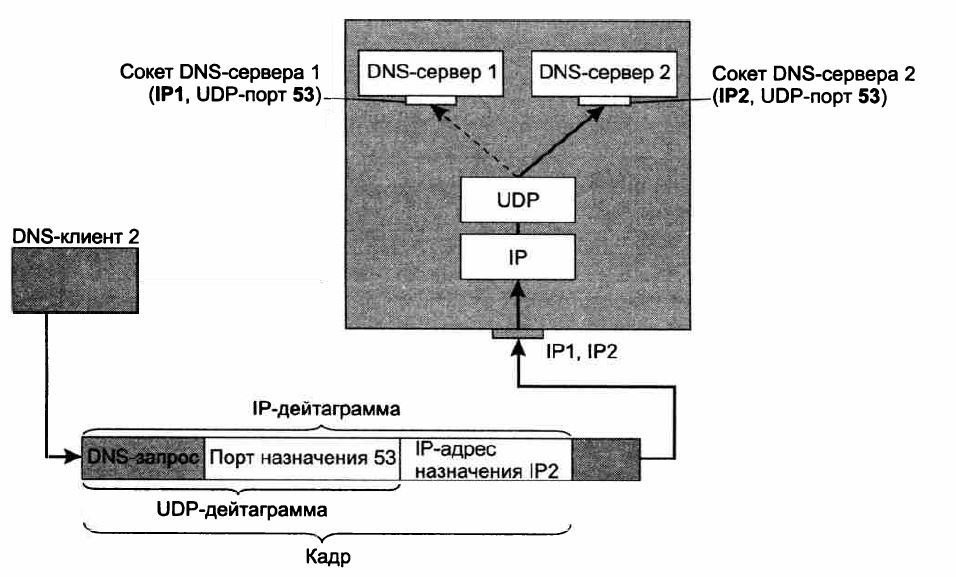 Сокет DNS-сервера 1
(IP1, UDP-порт 53)
DNS-сервер 1
DNS-сервер 2
Сокет DNS-сервера 2
(IP2, UDP-порт 53)
UDP
IP
DNS-клиент 2
IP1, IP2
IP-дейтаграмма
DNS-запрос
Порт назначения 53
IP-адрес
назначения IP2
UDP-дейтаграмма
Кадр